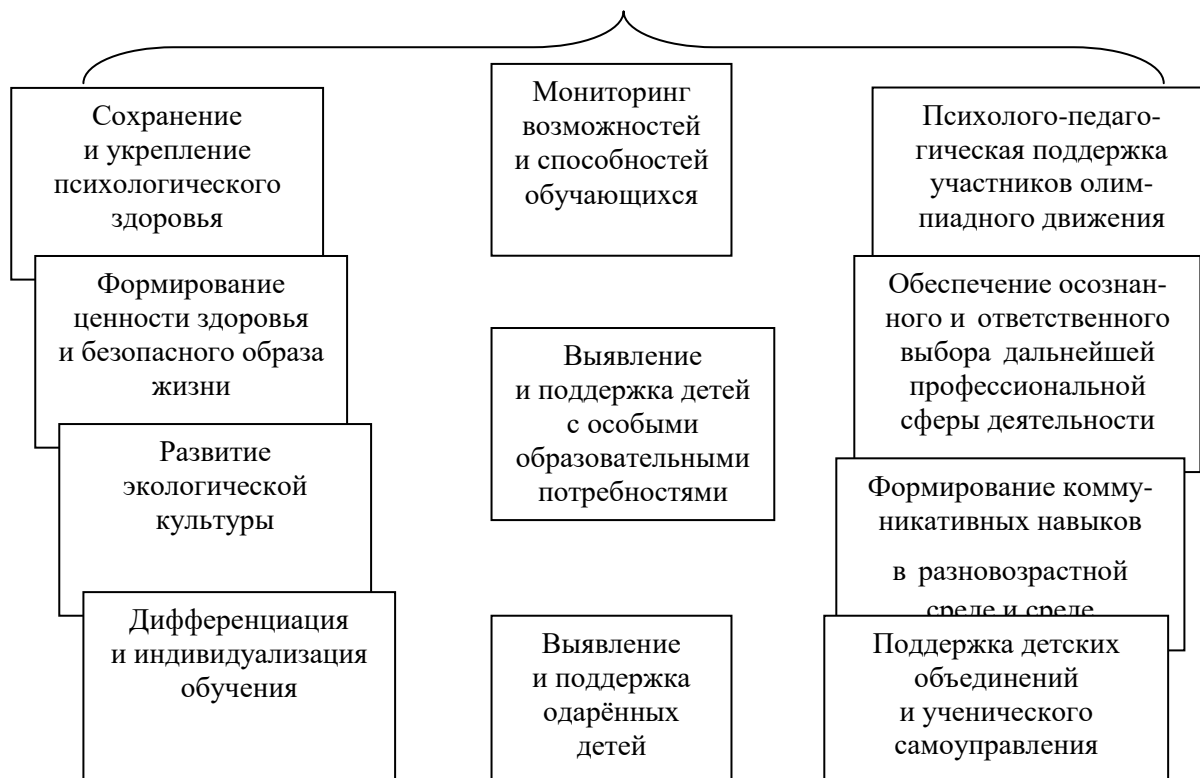 Сохранение
и укрепление
психологического
здоровья
Формирование
ценности здоровья
и безопасного образа
жизни
Развитие
экологической
культуры
Дифференциация
и индивидуализация
обучения
Мониторинг
возможностей
и способностей
обучающихся
Выявление
и поддержка детей
с особыми
образовательными
потребностями
Выявление
и поддержка
одарённых
детей
Психолого-педаго-
гическая поддержка
участников олим-
пиадного движения
Обеспечение осознан-
ного и ответственного
выбора дальнейшей
профессиональной
сферы деятельности
Формирование комму-
никативных навыков
в разновозрастной
среде и среде
Поддержка детских
объединений
и ученического
самоуправления